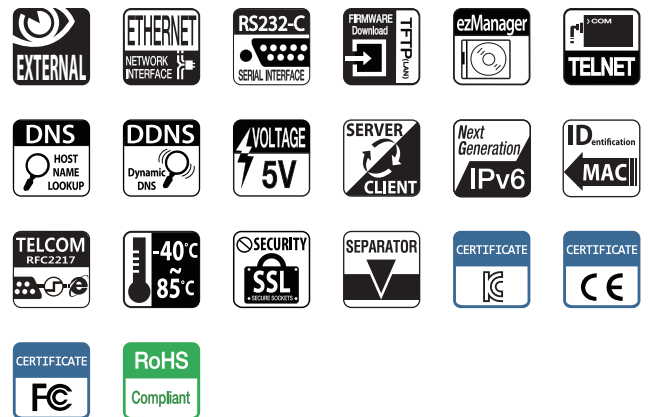 EXTERNAL
ETHERNET
NETWORK
INTERFACE
RS232-C
SERIAL INTERFACE
FIRMWARE
Download
TFTP(LAN)
ezManager
COM
TELNET
DNS
HOST
NAME
LOOKUP
DDNS
Dynamic
DNS
VOLTAGE
5V
SERVER
CLIENT
Next
Generation
IPv6
IDentification
MAC
TELCOM
RFC2217
-40℃
~
85℃
SECURITY
SSL
SECURE SOCKETS
SEPARATOR
CERTIFICATE
KC
CERTIFICATE
CE
CERTIFICATE
FC
RoHS
Compliant